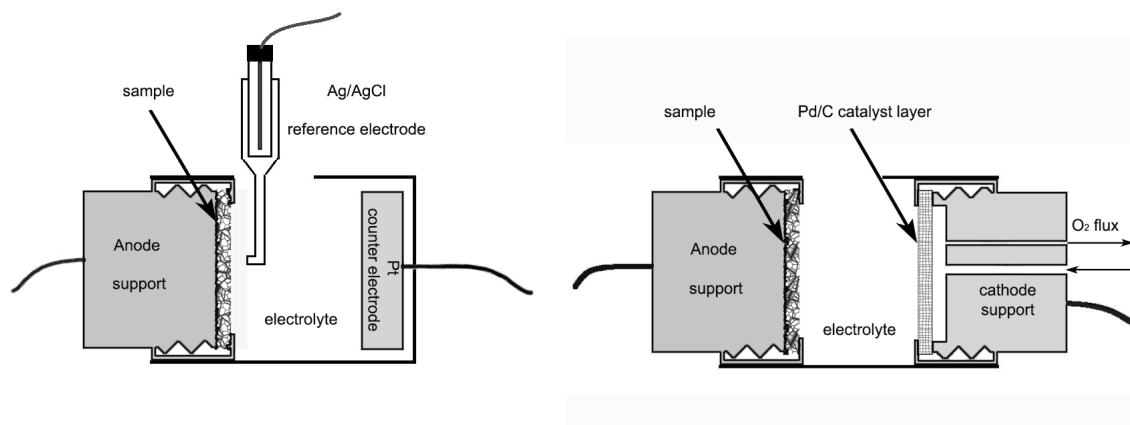 sample
Ag/AgCl
reference electrode
Anode
support
electrolyte
Pt
counter electrode
sample
Pd/C catalyst layer
Anode
support
electrolyte
O₂ flux
cathode
support